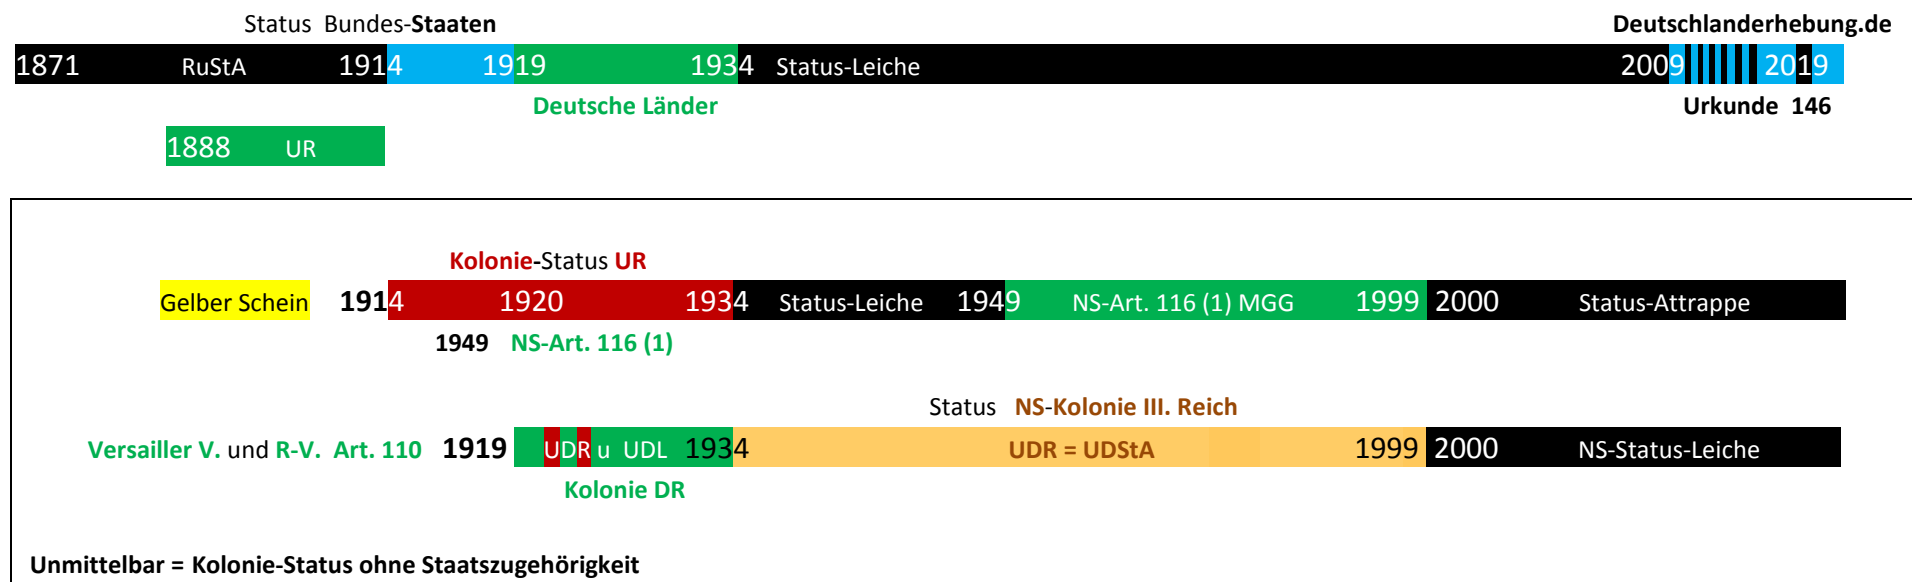 Status Bundes-Staaten Deutschlanderhebung.de
1871 RuStA 1914 1919 1934 Status-Leiche 2009 2019
Deutsche Länder Urkunde 146
1888 UR
Kolonie-Status UR
Gelber Schein 1914 1920 1934 Status-Leiche 1949 NS-Art. 116 (1) MGG 1999 2000 Status-Attrappe
1949 NS-Art. 116 (1)
Status NS-Kolonie III. Reich
Versailler V. und R-V. Art. 110 1919 UDR u UDL 1934 UDR = UDStA 1999 2000 NS-Status-Leiche
Kolonie DR
Unmittelbar = Kolonie-Status ohne Staatszugehörigkeit